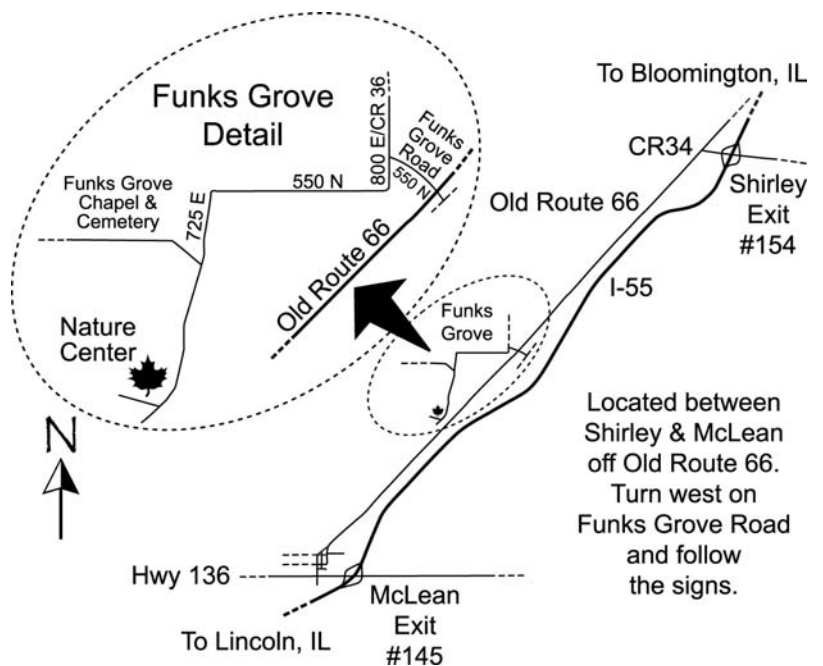 Funks Grove
Detail
800 E/CR 36
Funks
Grove
Road
550 N
550 N
Funks Grove
Chapel &
Cemetery
725 E
Old Route 66
Nature
Center
N
To Bloomington, IL
CR34
Shirley
Exit
#154
Old Route 66
I-55
Funks
Grove
Located between
Shirley & McLean
off Old Route 66.
Turn west on
Funks Grove Road
and follow
the signs.
Hwy 136
McLean
Exit
#145
To Lincoln, IL